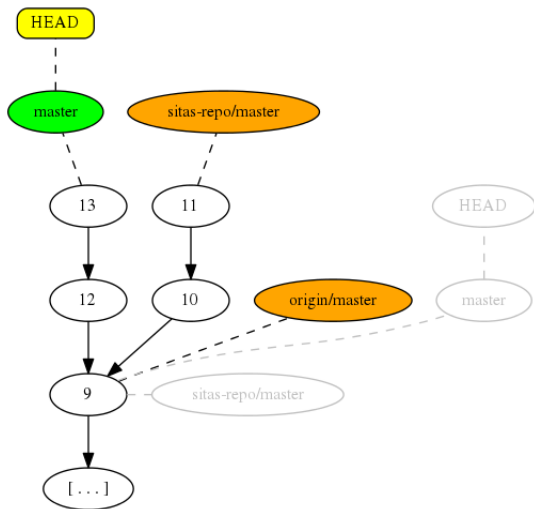 HEAD
master
sitas-repo/master
13
11
HEAD
12
10
origin/master
master
9
sitas-repo/master
[ . . . ]